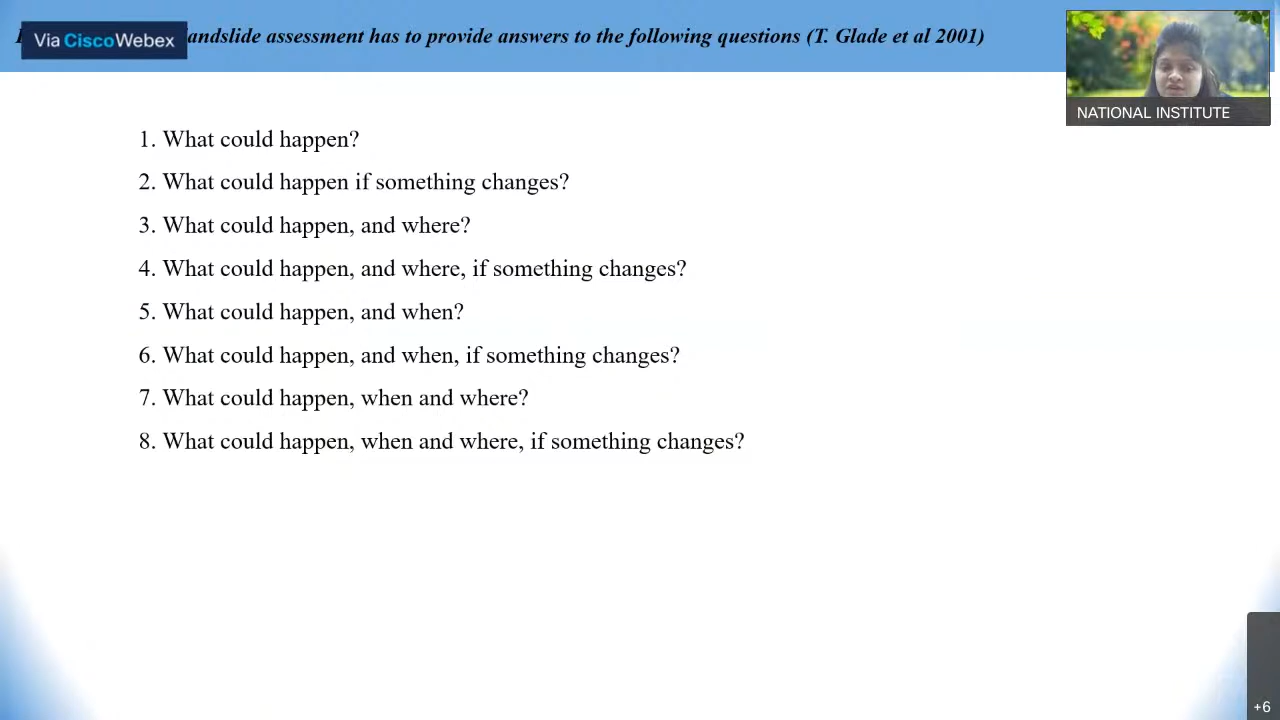 Via Cisco Webex
landslide assessment has to provide answers to the following questions (T. Glade et al 2001)
NATIONAL INSTITUTE
1. What could happen?
2. What could happen if something changes?
3. What could happen, and where?
4. What could happen, and where, if something changes?
5. What could happen, and when?
6. What could happen, and when, if something changes?
7. What could happen, when and where?
8. What could happen, when and where, if something changes?
+6